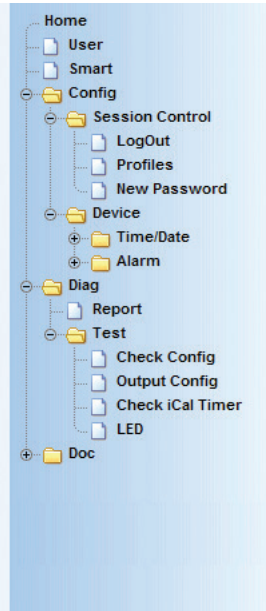 Home
User
Smart
Config
Session Control
LogOut
Profiles
New Password
Device
Time/Date
Alarm
Diag
Report
Test
Check Config
Output Config
Check iCal Timer
LED
Doc